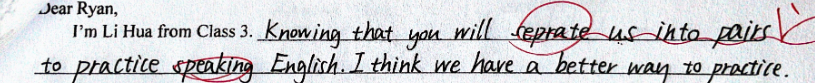 Dear Ryan,
I'm Li Hua from Class 3. Knowing that you will seprate us into pairs
to practice speaking English. I think we have a better way to practice.